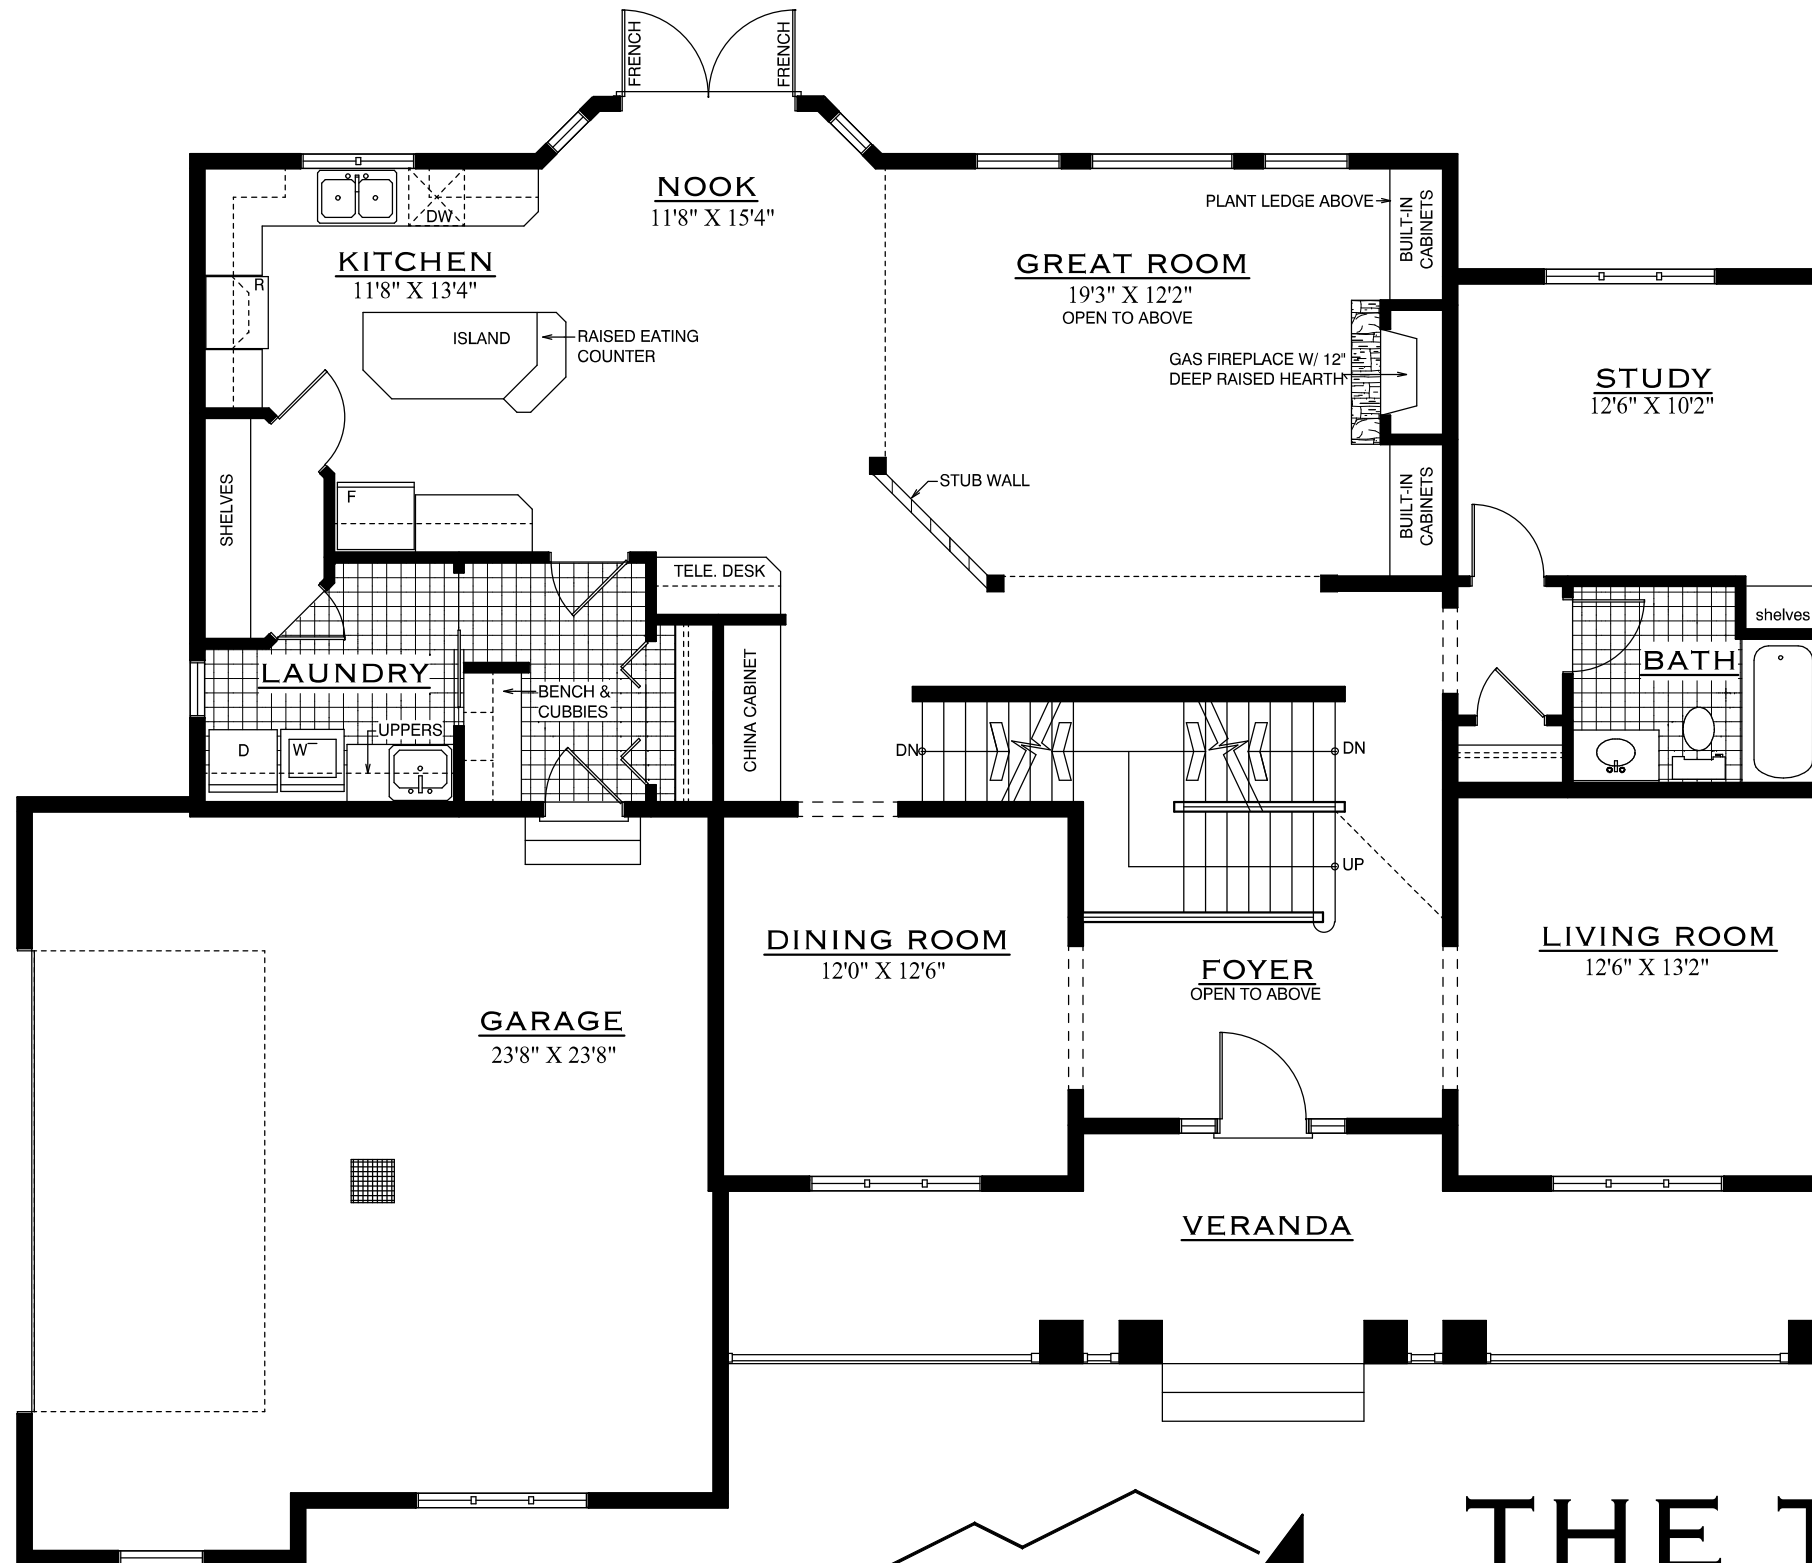 FRENCH
FRENCH
NOOK
11'8" X 15'4"
PLANT LEDGE ABOVE
BUILT-IN
CABINETS
DW
KITCHEN
11'8" X 13'4"
R
GREAT ROOM
19'3" X 12'2"
OPEN TO ABOVE
ISLAND
RAISED EATING
COUNTER
GAS FIREPLACE W/ 12"
DEEP RAISED HEARTH
STUDY
12'6" X 10'2"
SHELVES
F
STUB WALL
BUILT-IN
CABINETS
TELE. DESK
shelves
LAUNDRY
BENCH &
CUBBIES
CHINA CABINET
BATH
UPPERS
D
W
DN
DN
UP
DINING ROOM
12'0" X 12'6"
FOYER
OPEN TO ABOVE
LIVING ROOM
12'6" X 13'2"
GARAGE
23'8" X 23'8"
VERANDA
THE T